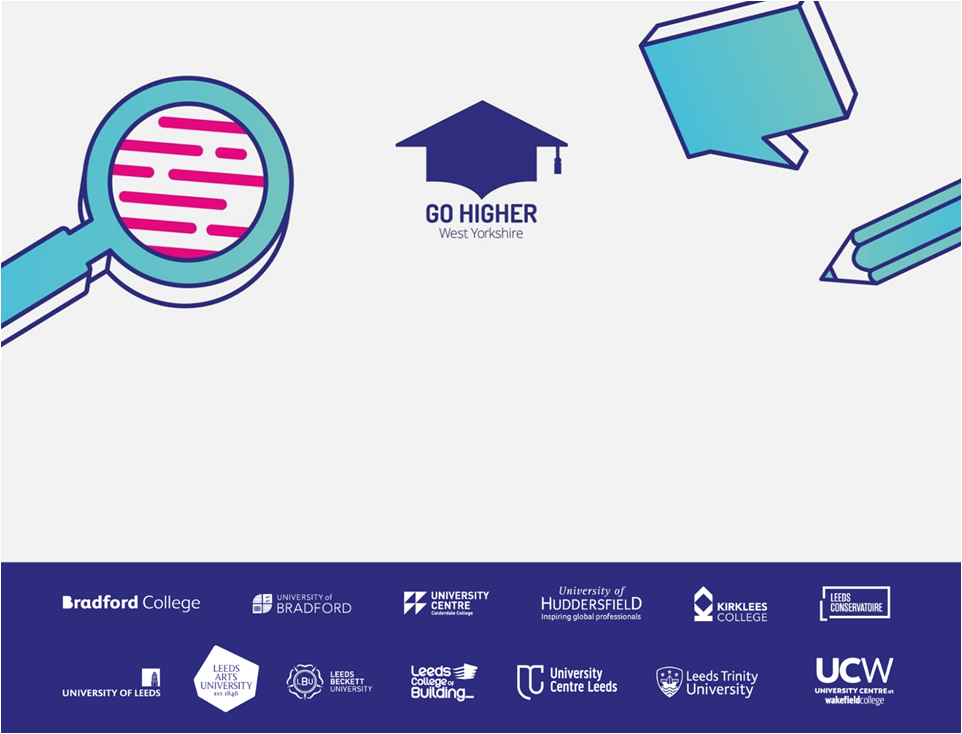 GO HIGHER
West Yorkshire
Bradford College
UNIVERSITY of
BRADFORD
UNIVERSITY
CENTRE
Calderdale College
University of
HUDDERSFIELD
Inspiring global professionals
KIRKLEES
COLLEGE
LEEDS
CONSERVATOIRE
UNIVERSITY OF LEEDS
LEEDS
ARTS
UNIVERSITY
EST 1846
LBU
LEEDS
BECKETT
UNIVERSITY
Leeds
College of
Building_
University
Centre Leeds
Leeds Trinity
University
UCW
UNIVERSITY CENTRE at
wakefieldcollege